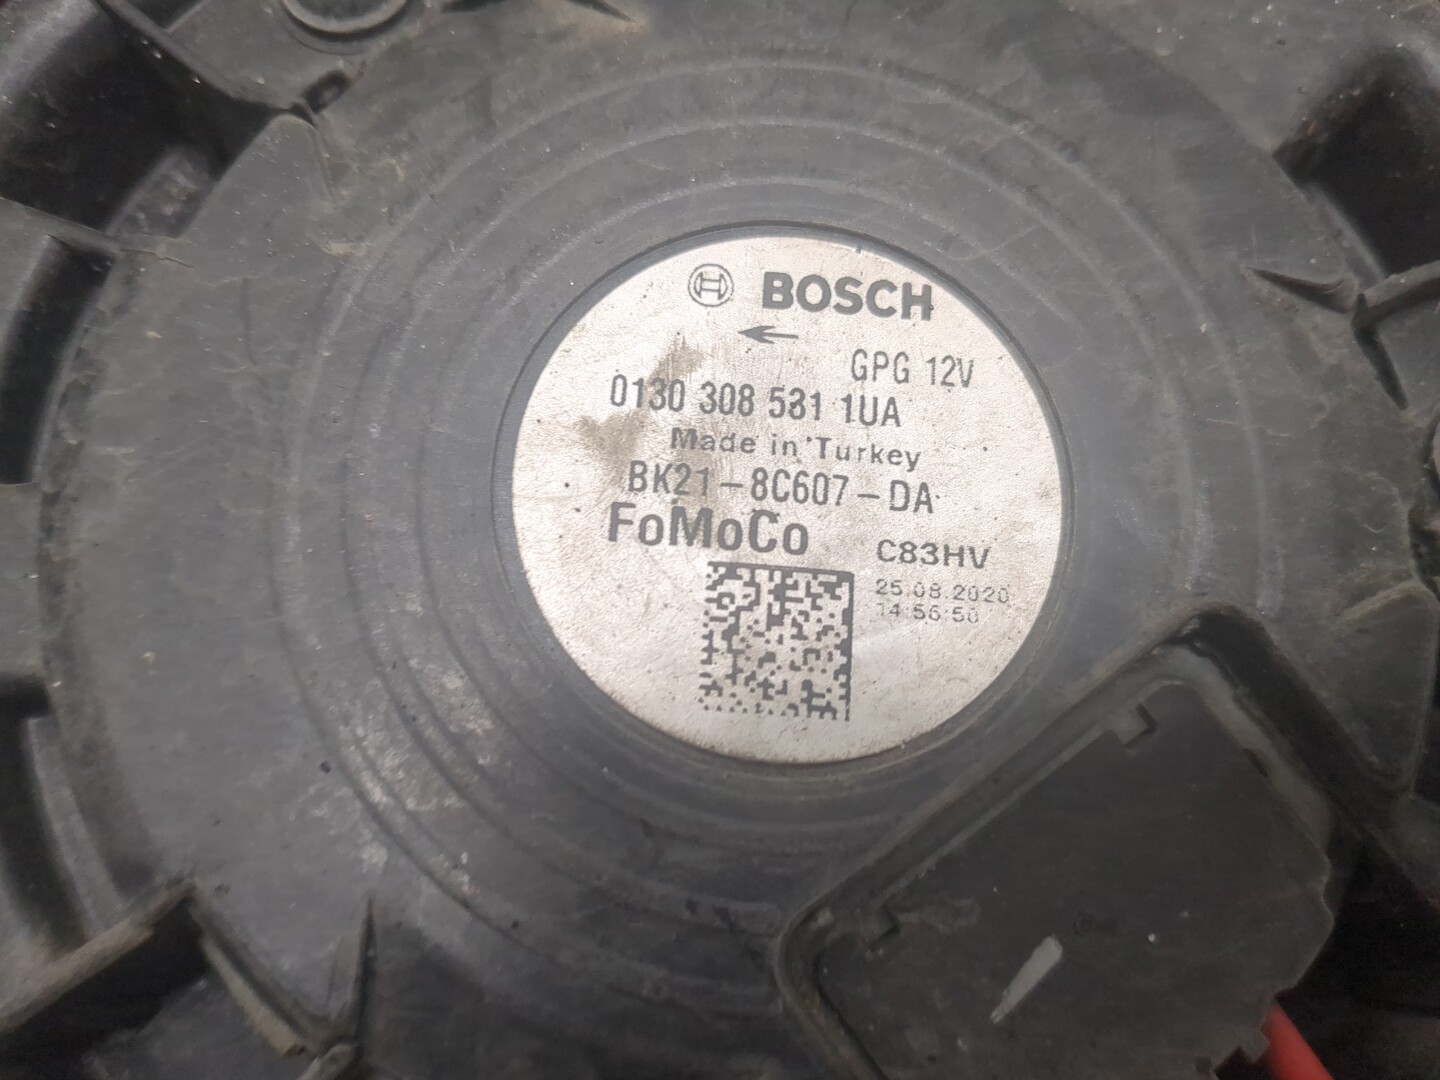 BOSCH
GPG 12V
0130 308 531 1UA
Made in Turkey
BK21-8C607-DA
FoMoCo
C83HV
25.08.2020
14:56:50